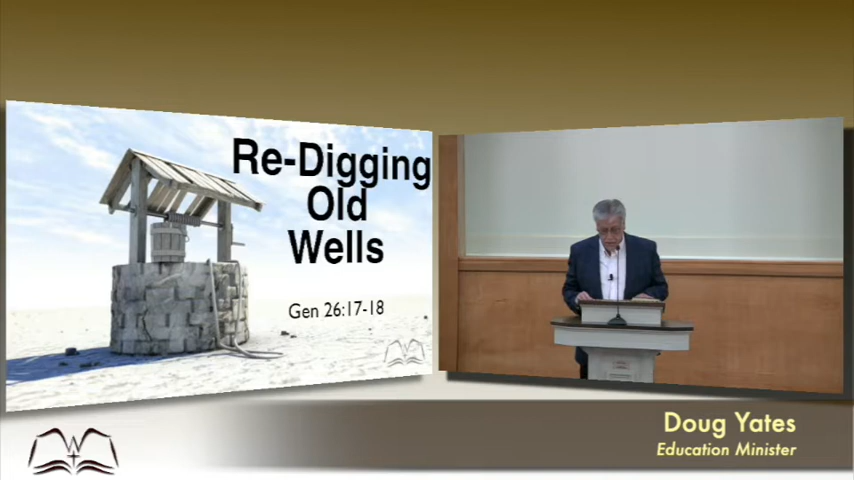 Re-Digging
Old
Wells
Gen 26:17-18
Doug Yates
Education Minister